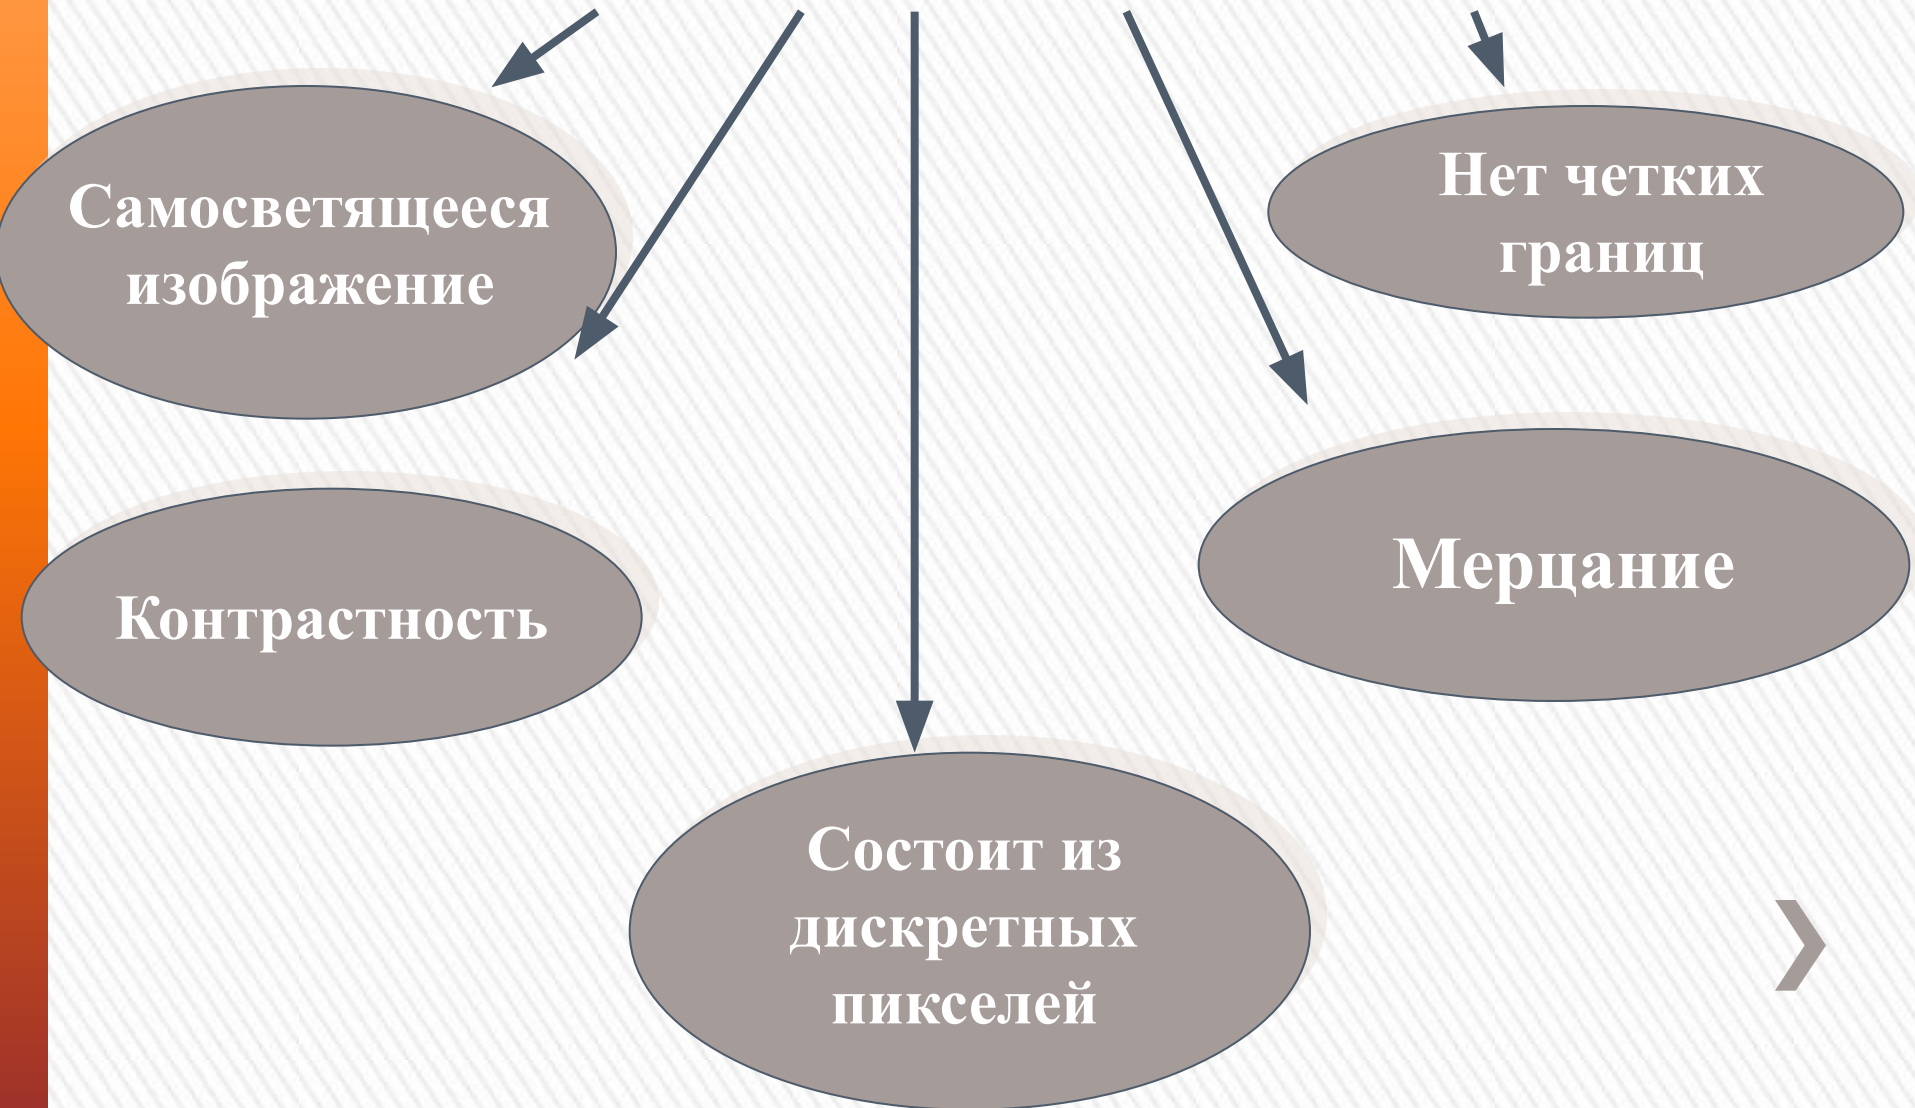 Самосветящееся
изображение
Нет четких
границ
Контрастность
Мерцание
Состоит из
дискретных
пикселей